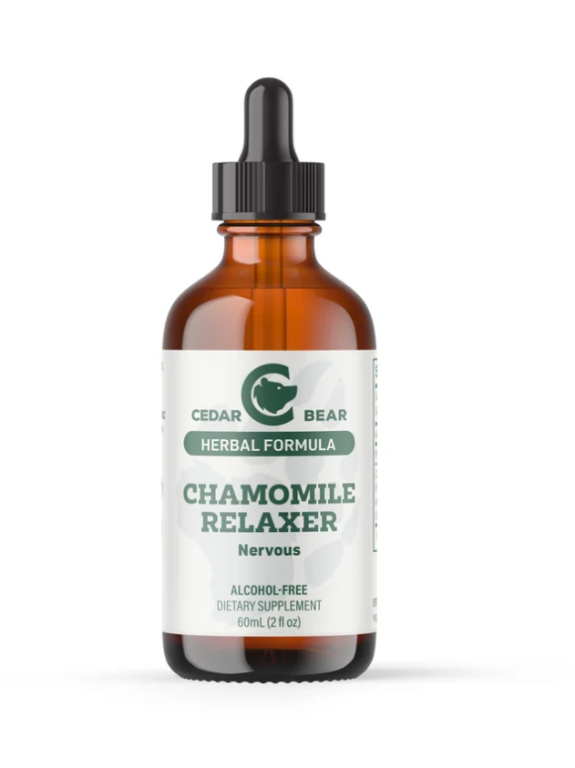 CEDAR BEAR
HERBAL FORMULA
CHAMOMILE
RELAXER
Nervous
ALCOHOL-FREE
DIETARY SUPPLEMENT
60mL (2 fl oz)